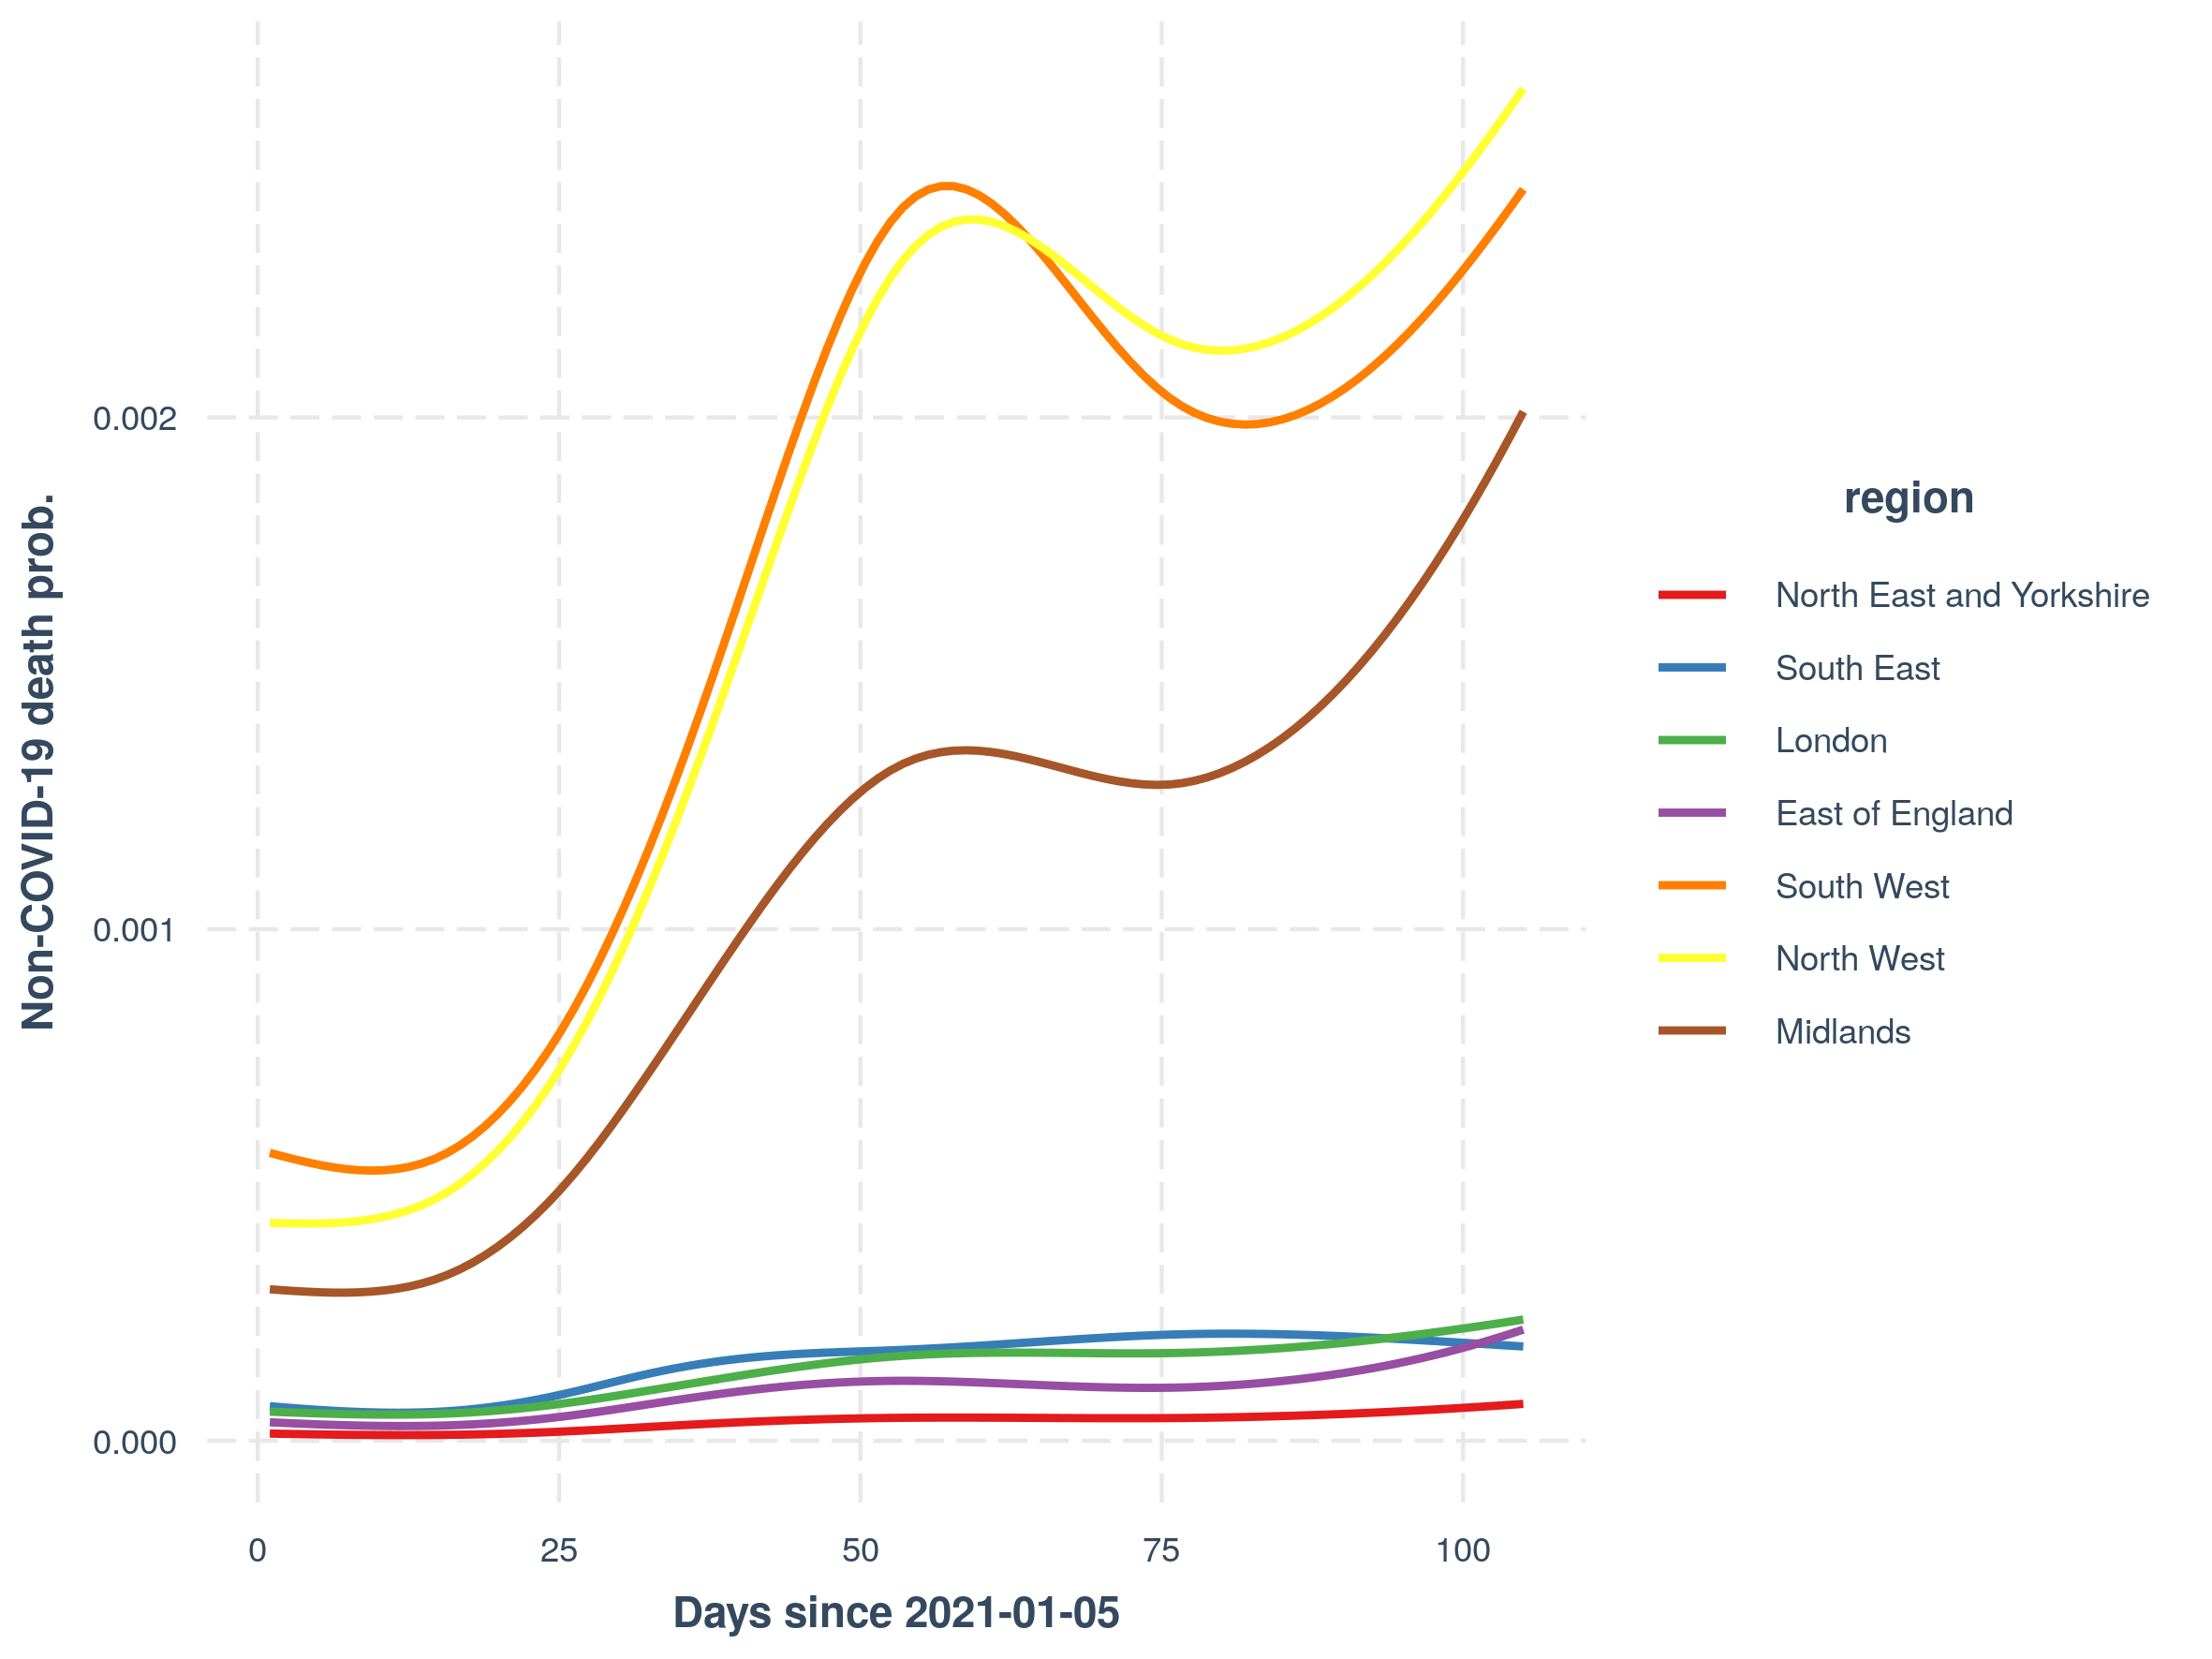 Non-COVID-19 death prob.
0.002
0.001
0.000
0
25
50
75
100
Days since 2021-01-05
region
North East and Yorkshire
South East
London
East of England
South West
North West
Midlands